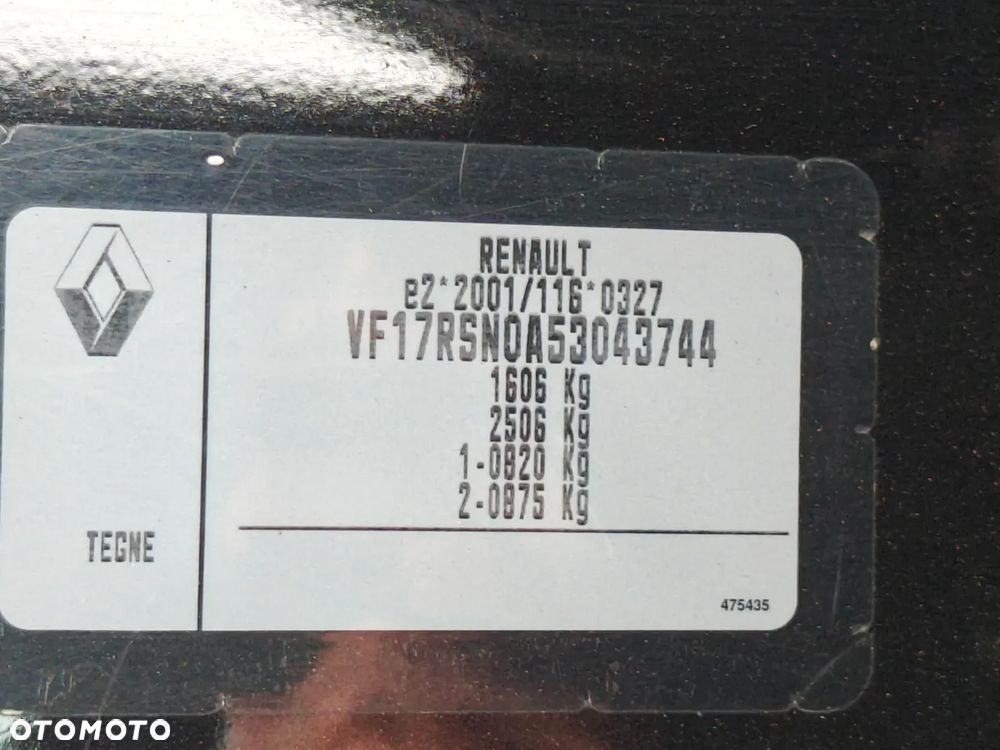 RENAULT
e2*2001/116*0327
VF17RSN0A53043744
1606 Kg
2506 Kg
1-0820 Kg
2-0875 Kg
TEGNE
475435
OTOMOTO